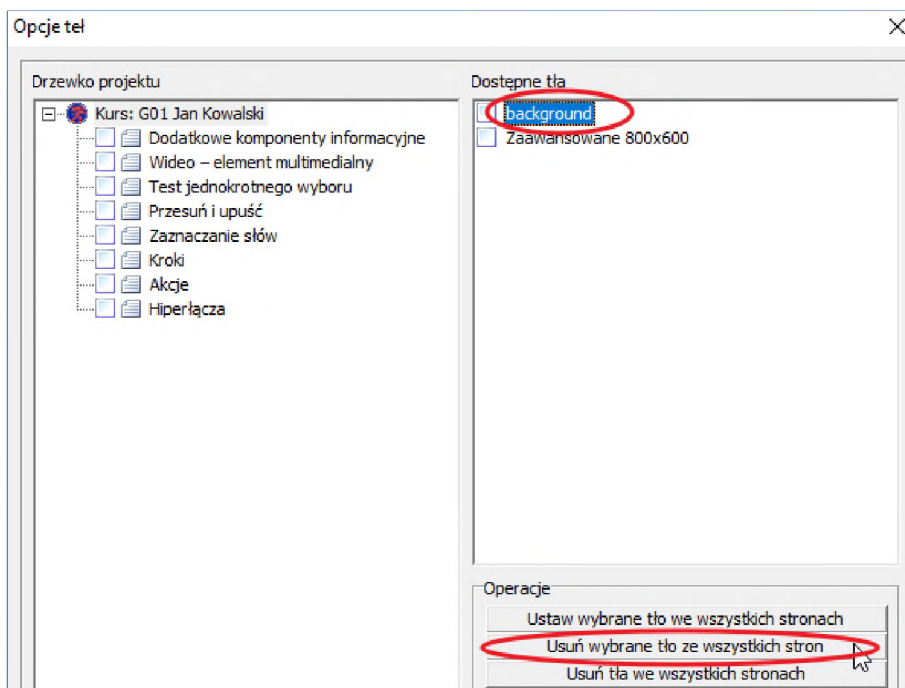 Opcje teł
Drzewko projektu
Kurs: G01 Jan Kowalski
Dodatkowe komponenty informacyjne
Wideo – element multimedialny
Test jednokrotnego wyboru
Przesuń i upuść
Zaznaczanie słów
Kroki
Akcje
Hiperłącza
Dostępne tła
background
Zaawansowane 800x600
Operacje
Ustaw wybrane tło we wszystkich stronach
Usuń wybrane tło ze wszystkich stron
Usuń tła we wszystkich stronach